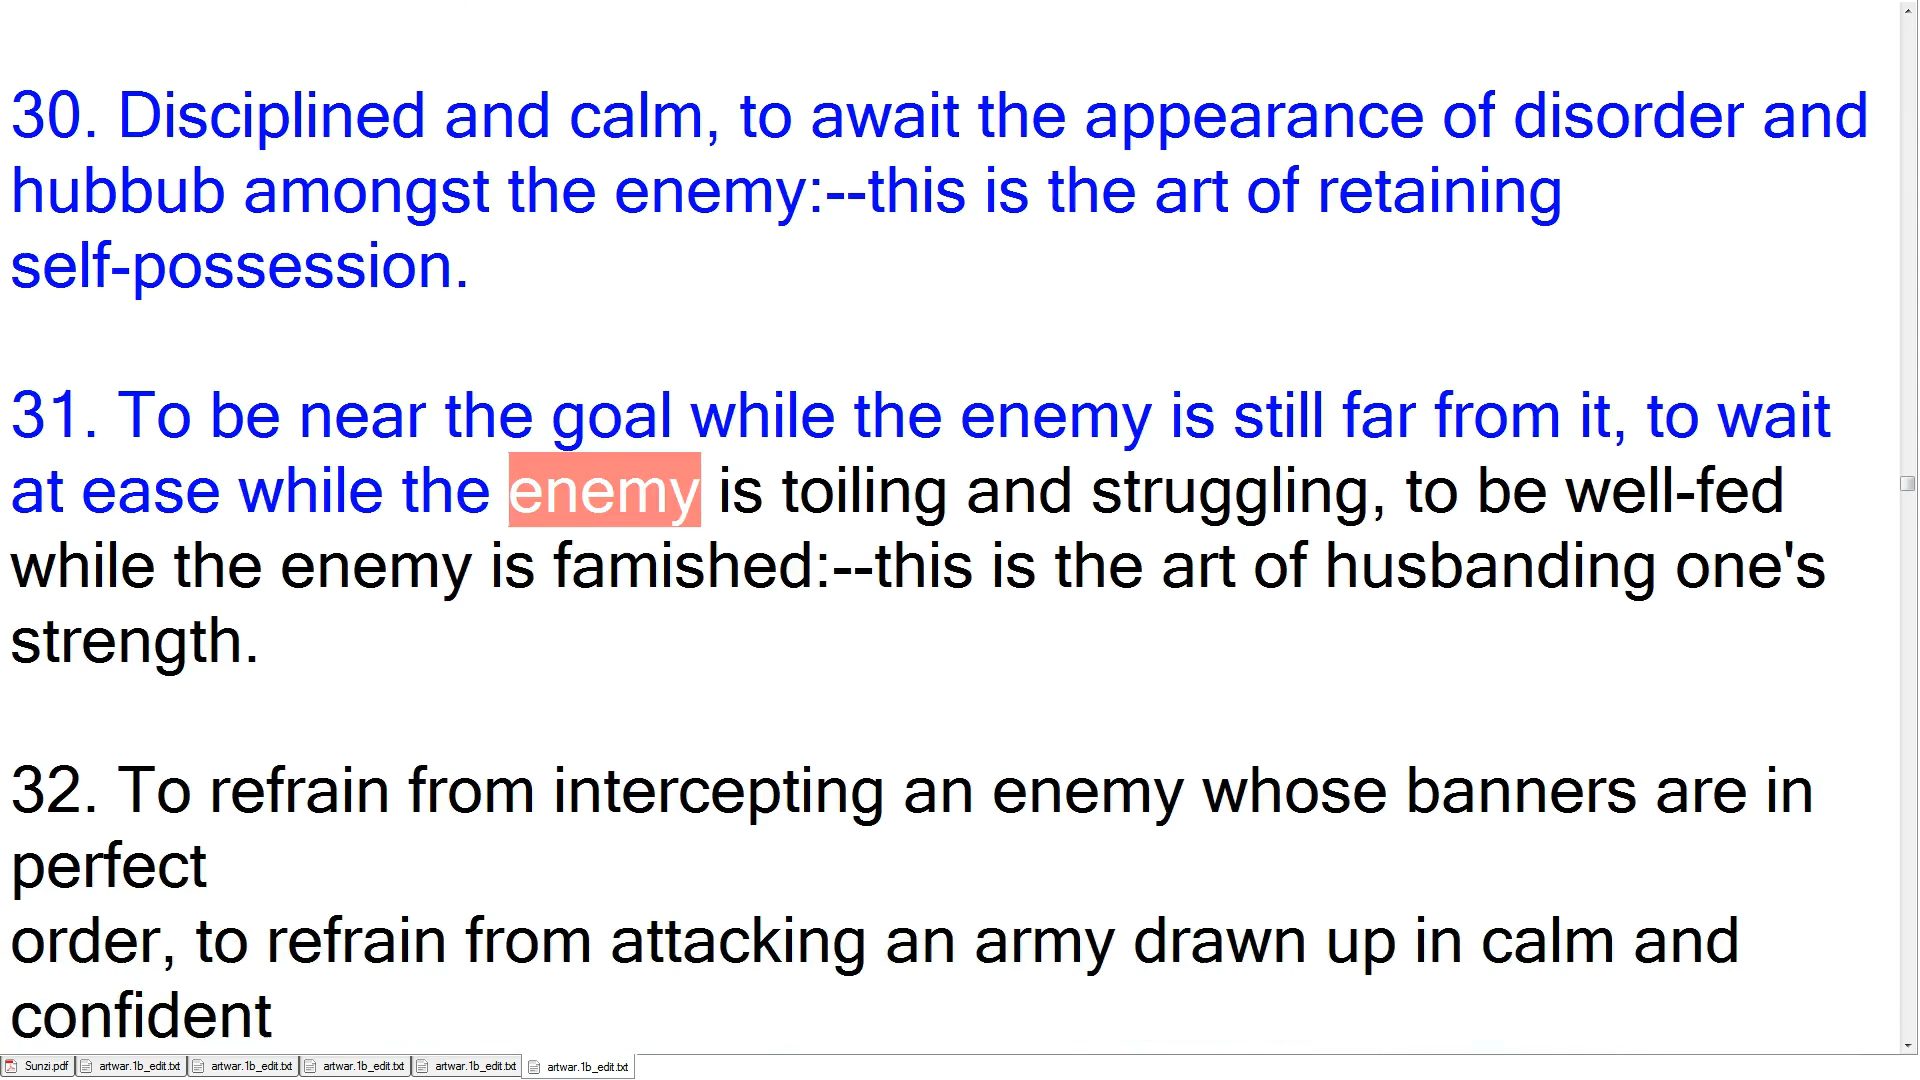 30. Disciplined and calm, to await the appearance of disorder and
hubbub amongst the enemy:--this is the art of retaining
self-possession.
31. To be near the goal while the enemy is still far from it, to wait
at ease while the enemy is toiling and struggling, to be well-fed
while the enemy is famished:--this is the art of husbanding one's
strength.
32. To refrain from intercepting an enemy whose banners are in
perfect
order, to refrain from attacking an army drawn up in calm and
confident
Sunzi.pdf artwar.1b_edit.txt artwar.1b_edit.txt artwar.1b_edit.txt artwar.1b_edit.txt artwar.1b_edit.txt